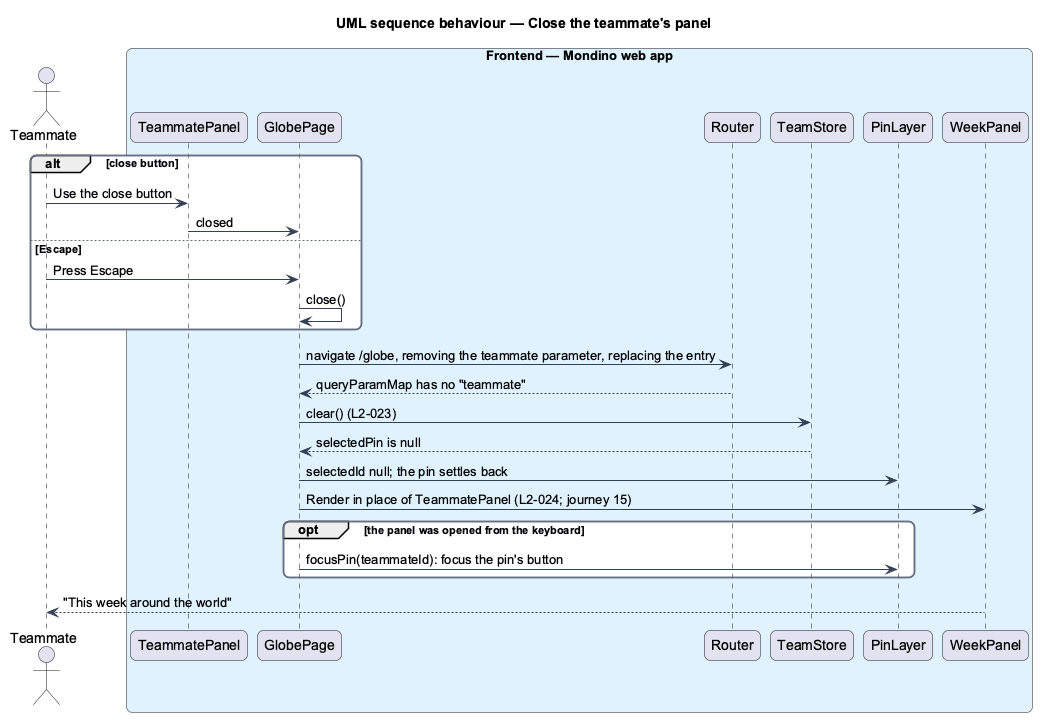 UML sequence behaviour — Close the teammate's panel
Frontend — Mondino web app
Teammate
TeammatePanel
GlobePage
Router
TeamStore
PinLayer
WeekPanel
alt
[close button]
Use the close button
closed
[Escape]
Press Escape
close()
navigate /globe, removing the teammate parameter, replacing the entry
queryParamMap has no "teammate"
clear() (L2-023)
selectedPin is null
selectedId null; the pin settles back
Render in place of TeammatePanel (L2-024; journey 15)
opt
[the panel was opened from the keyboard]
focusPin(teammateId): focus the pin's button
"This week around the world"
Teammate
TeammatePanel
GlobePage
Router
TeamStore
PinLayer
WeekPanel